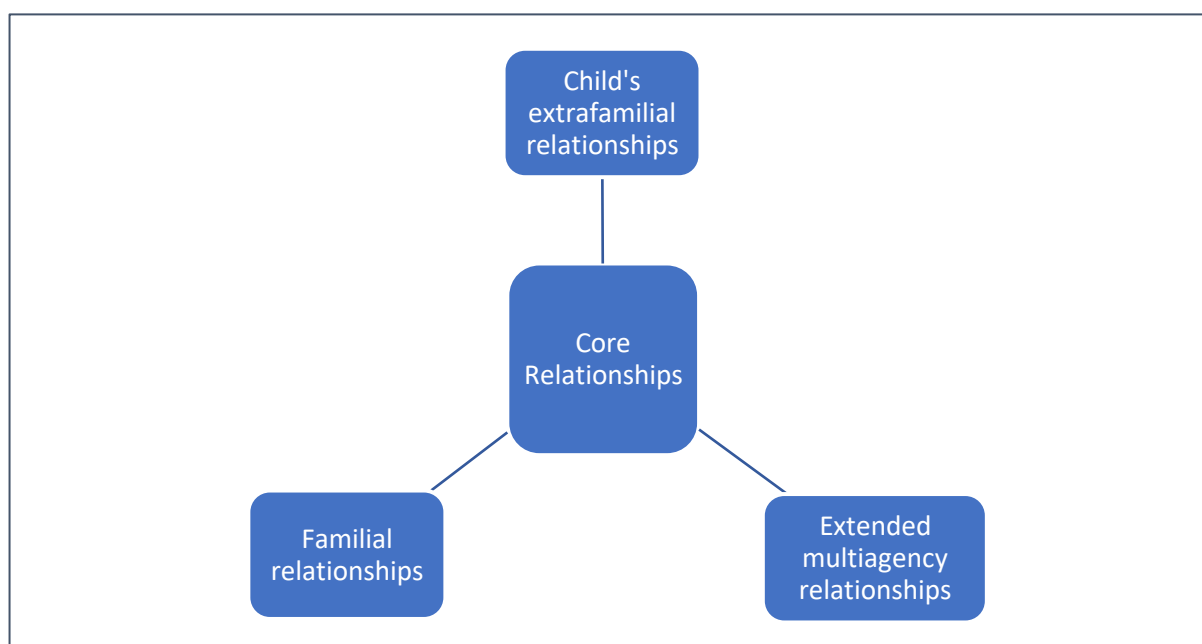 Child's
extrafamilial
relationships
Core
Relationships
Familial
relationships
Extended
multiagency
relationships